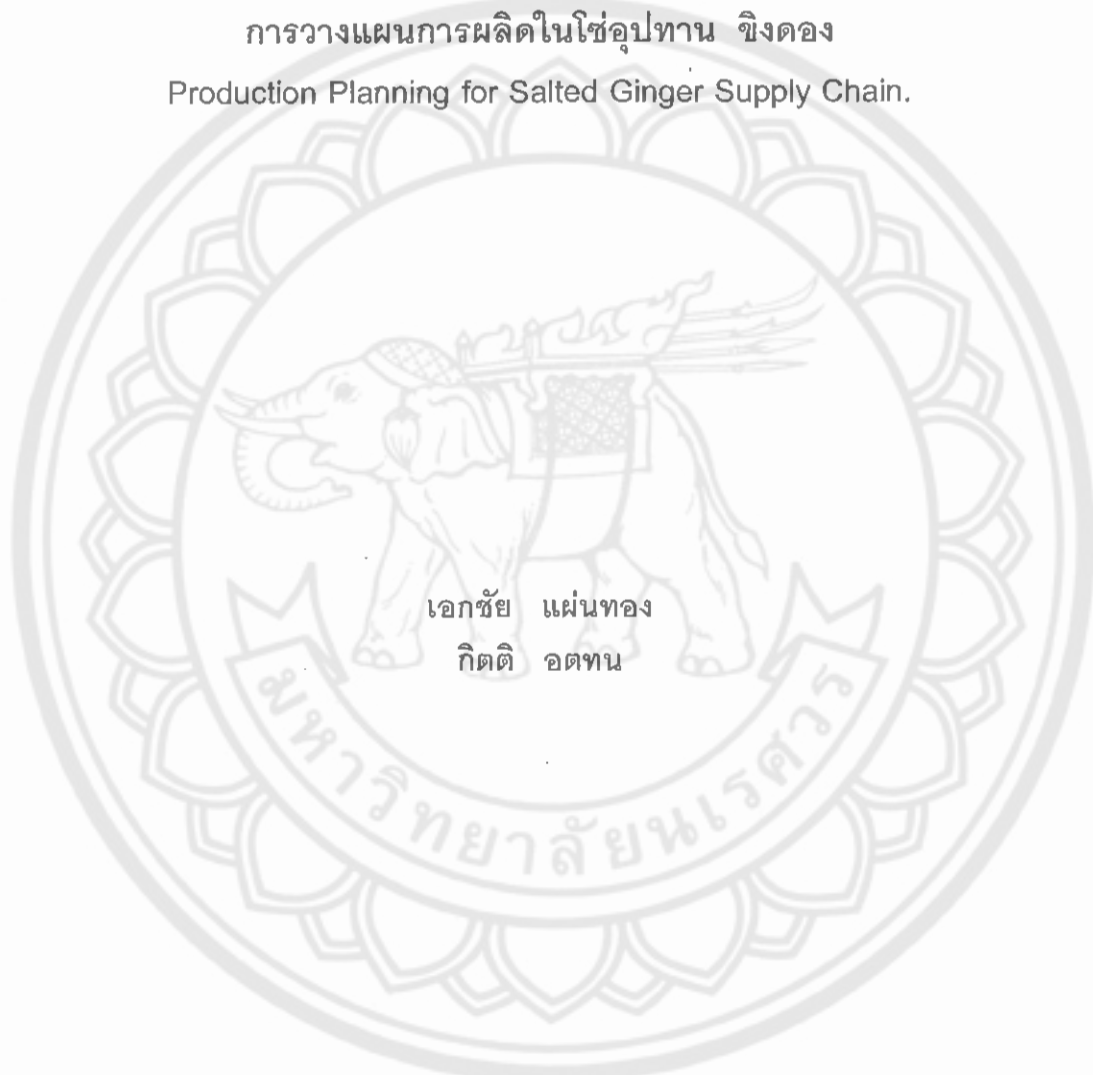 การวางแผนการผลิตในโซ่อุปทาน ขิงดอง
Production Planning for Salted Ginger Supply Chain.
เอกชัย แผ่นทอง
กิตติ อตทน
มหาวิทยาลัยนเรศวร